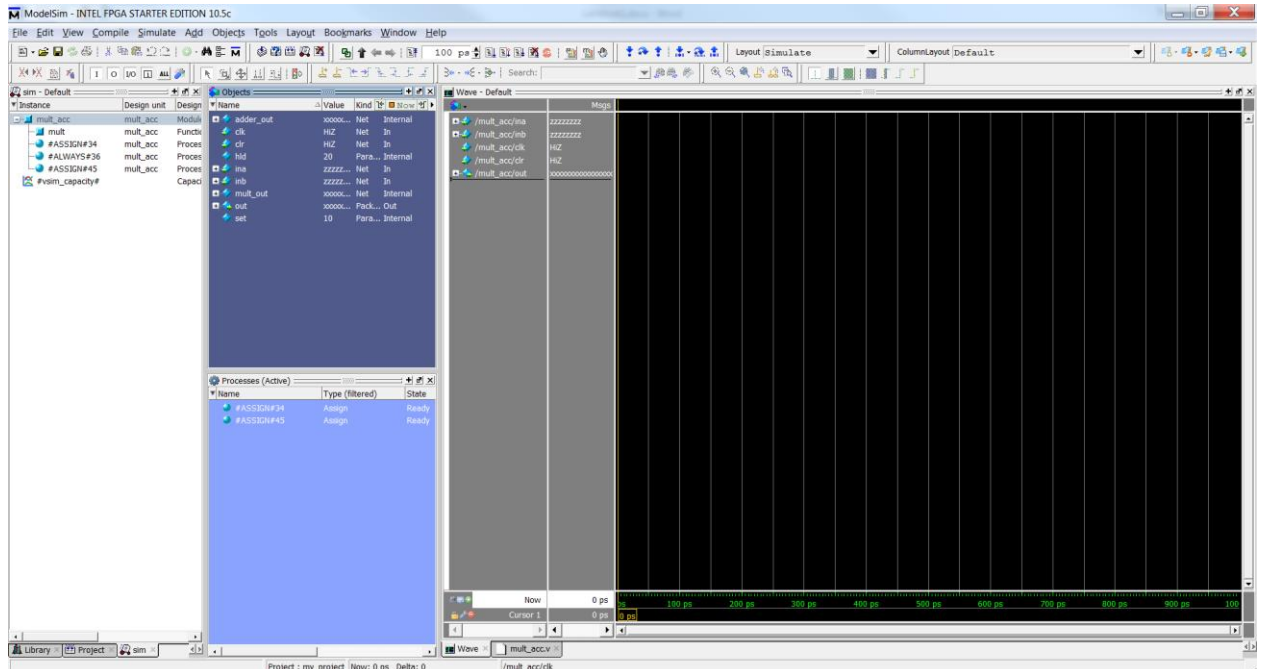 ModelSim - INTEL FPGA STARTER EDITION 10.5c
File Edit View Compile Simulate Add Objects Tools Layout Bookmarks Window Help
100 ps Layout Simulate ColumnLayout Default
Search:
sim - Default
Instance Design unit Design
mult_acc mult_acc Modul
mult mult_acc Functi
#ASSIGN#34 mult_acc Proces
#ALWAYS#36 mult_acc Proces
#ASSIGN#45 mult_acc Proces
#vsim_capacity# Capaci
Objects
Name Value Kind Now
adder_out xxxxx... Net Internal
clk HiZ Net In
clr HiZ Net In
hld 20 Para... Internal
ina zzzzz... Net In
inb zzzzz... Net In
mult_out xxxxx... Net Internal
out xxxxx... Pack... Out
set 10 Para... Internal
Processes (Active)
Name Type (filtered) State
#ASSIGN#34 Assign Ready
#ASSIGN#45 Assign Ready
Wave - Default
Msgs
/mult_acc/ina zzzzzzzz
/mult_acc/inb zzzzzzzz
/mult_acc/clk HiZ
/mult_acc/clr HiZ
/mult_acc/out xxxxxxxxxxxxxxxx
Now 0 ps
ps 100 ps 200 ps 300 ps 400 ps 500 ps 600 ps 700 ps 800 ps 900 ps 100
Cursor 1 0 ps 0 ps
Library Project sim
Wave mult_acc.v
Project : my_project Now: 0 ps Delta: 0 /mult_acc/clk